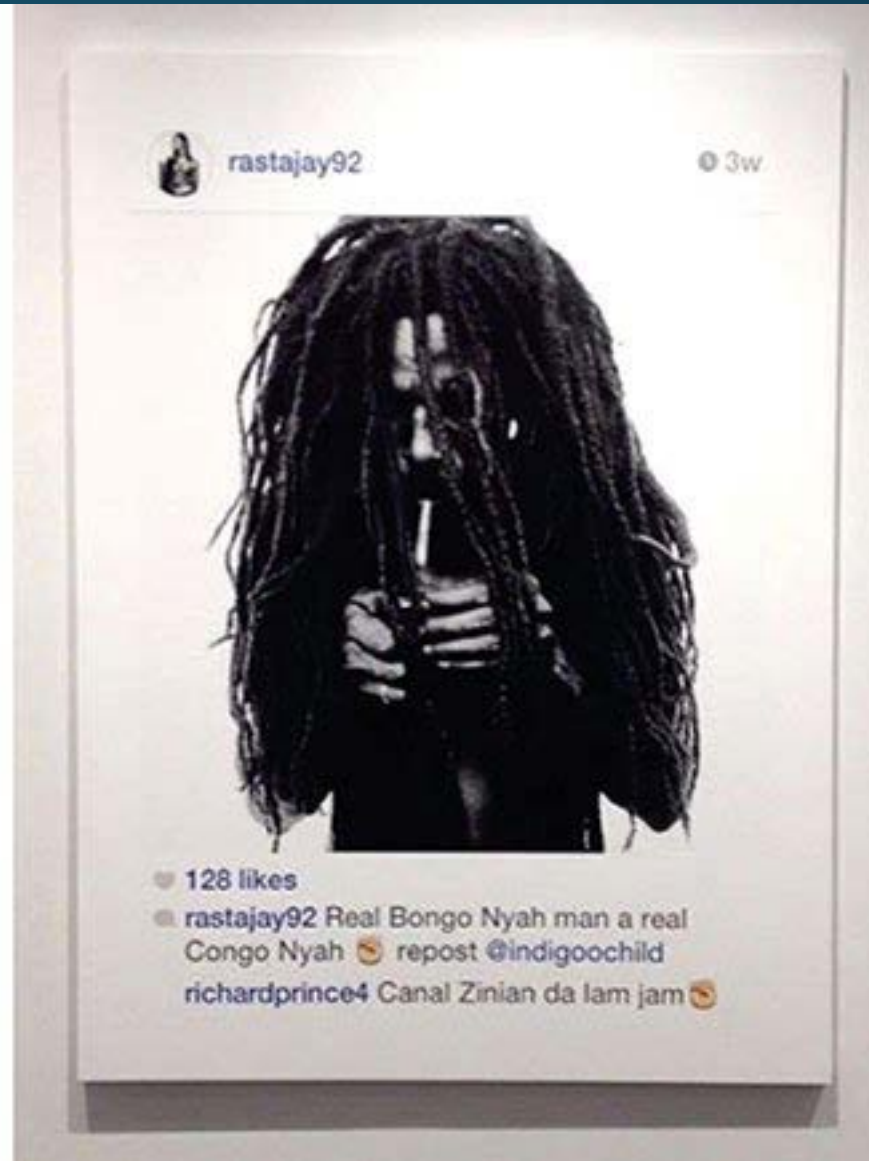 rastajay92 3w
128 likes
rastajay92 Real Bongo Nyah man a real
Congo Nyah ✊ repost @indigoochild
richardprince4 Canal Zinian da lam jam ✊